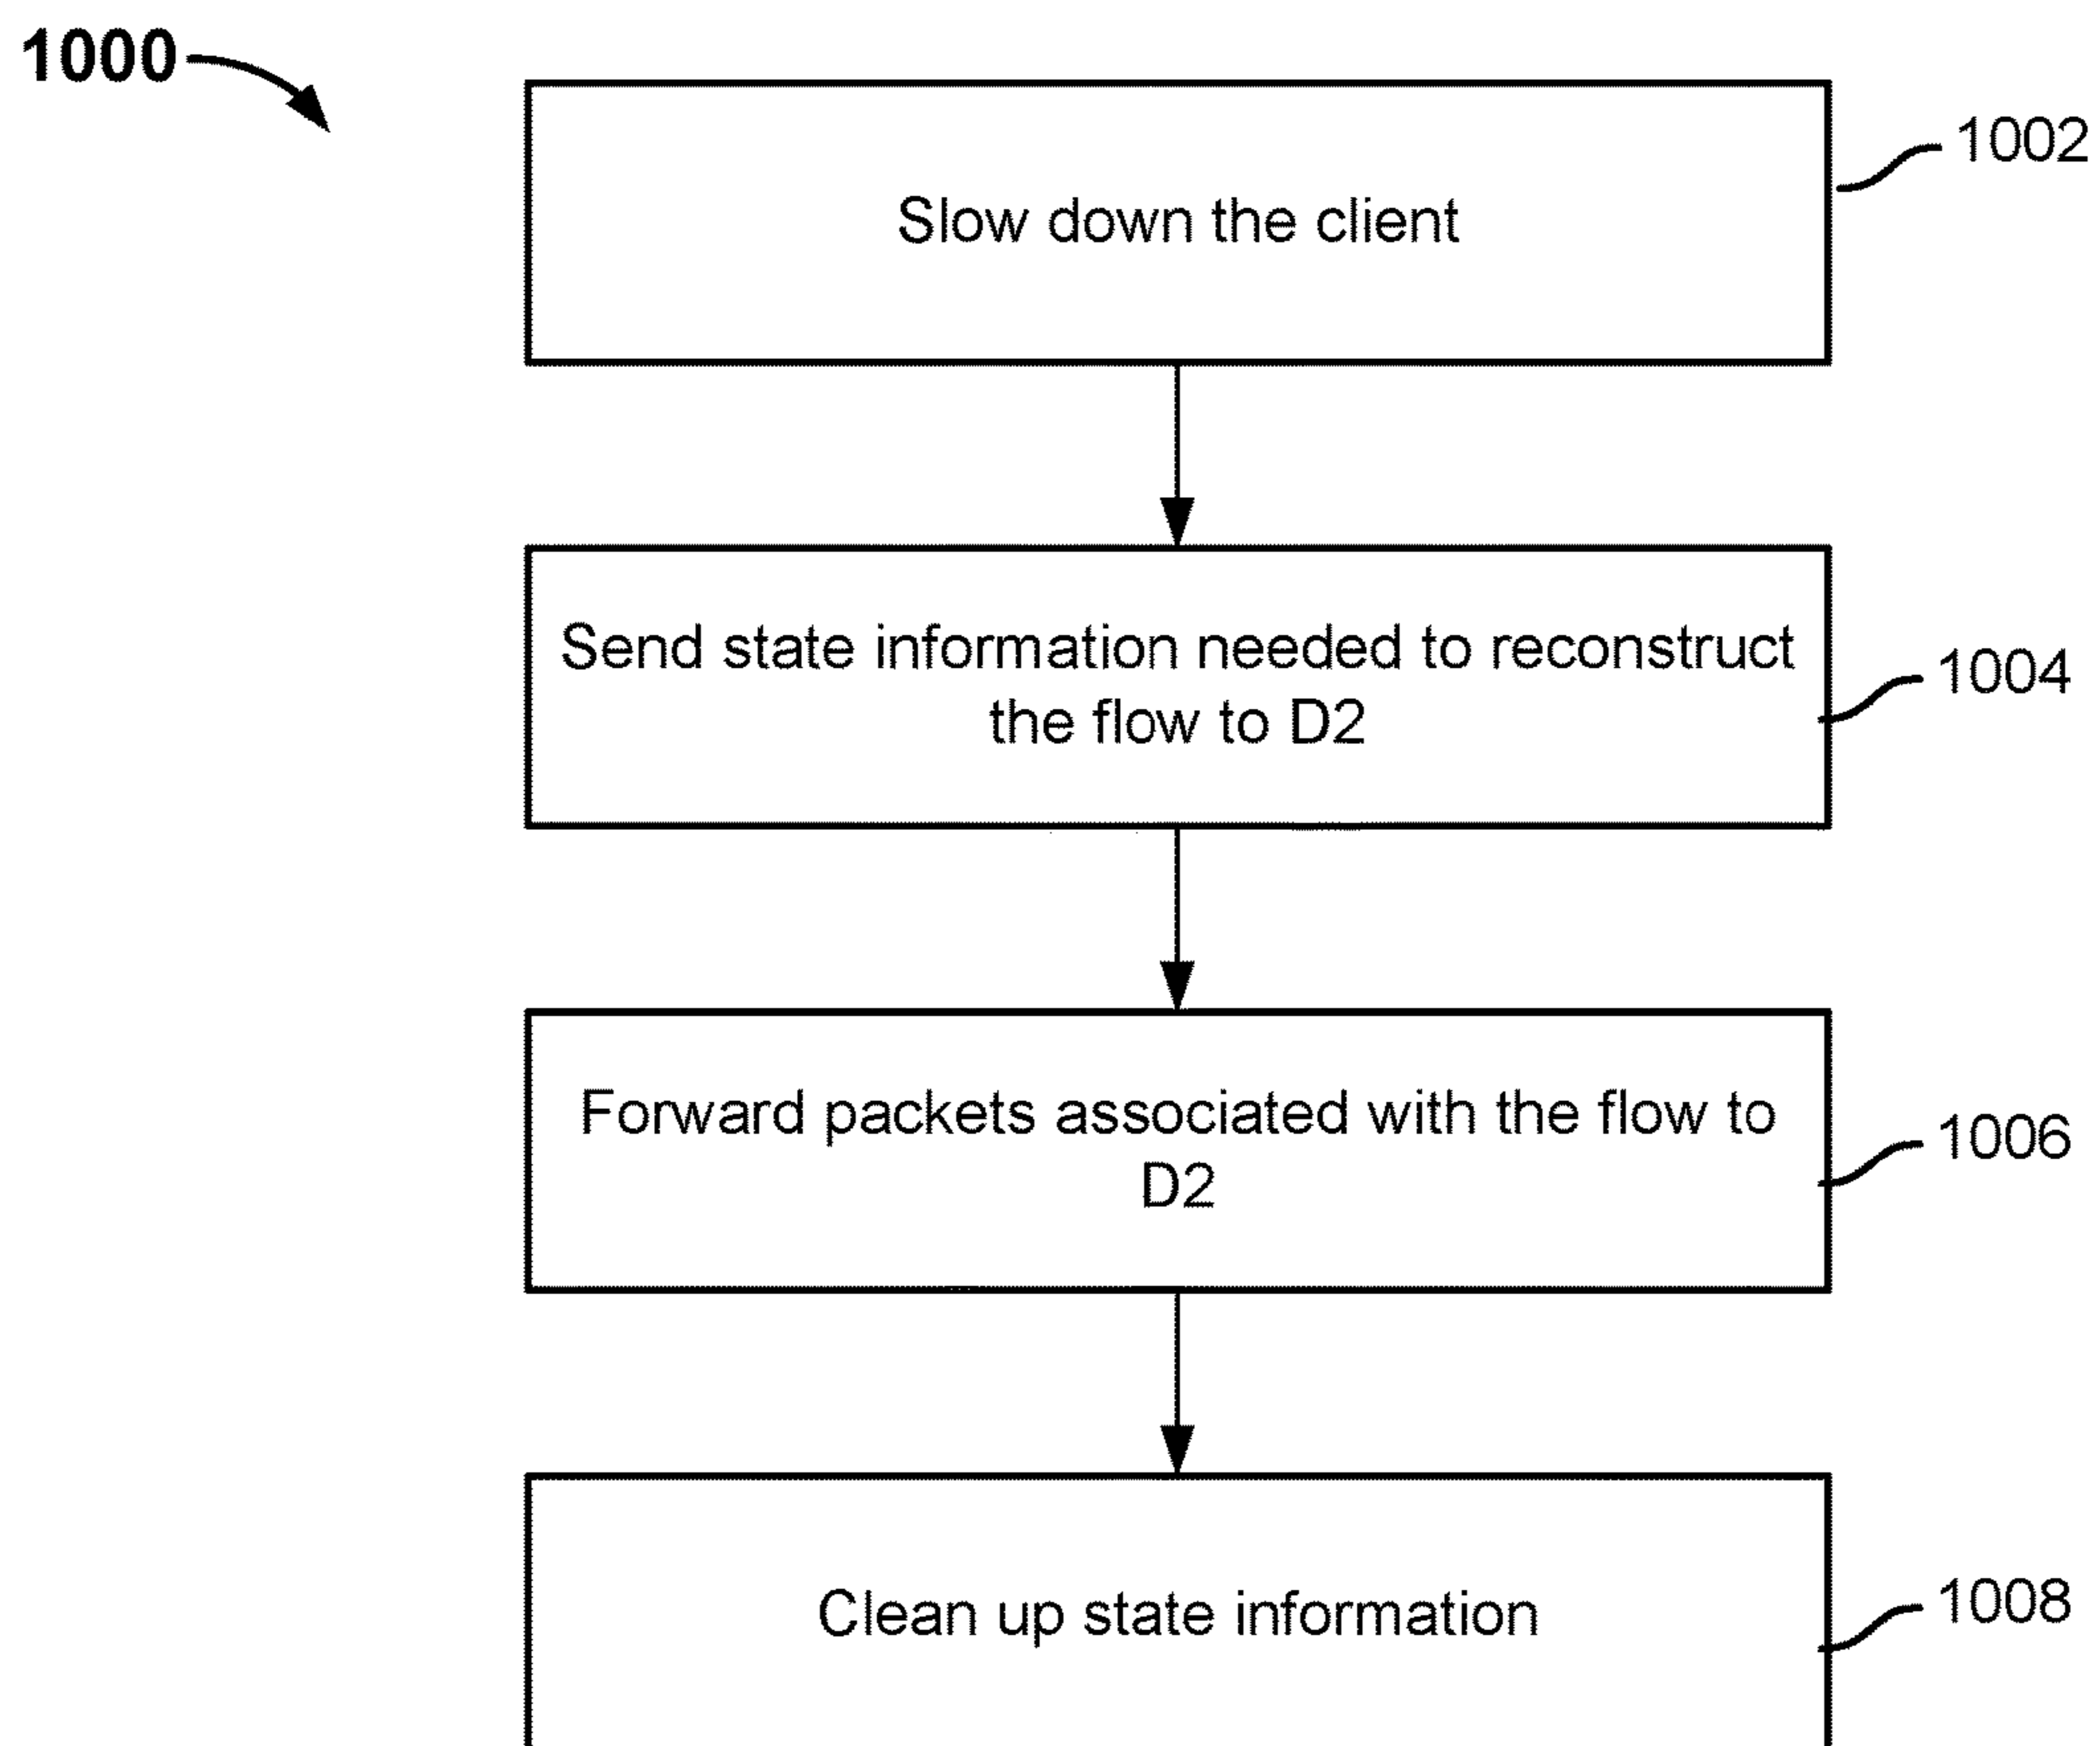 1000
Slow down the client
1002
Send state information needed to reconstruct
the flow to D2
1004
Forward packets associated with the flow to
D2
1006
Clean up state information
1008